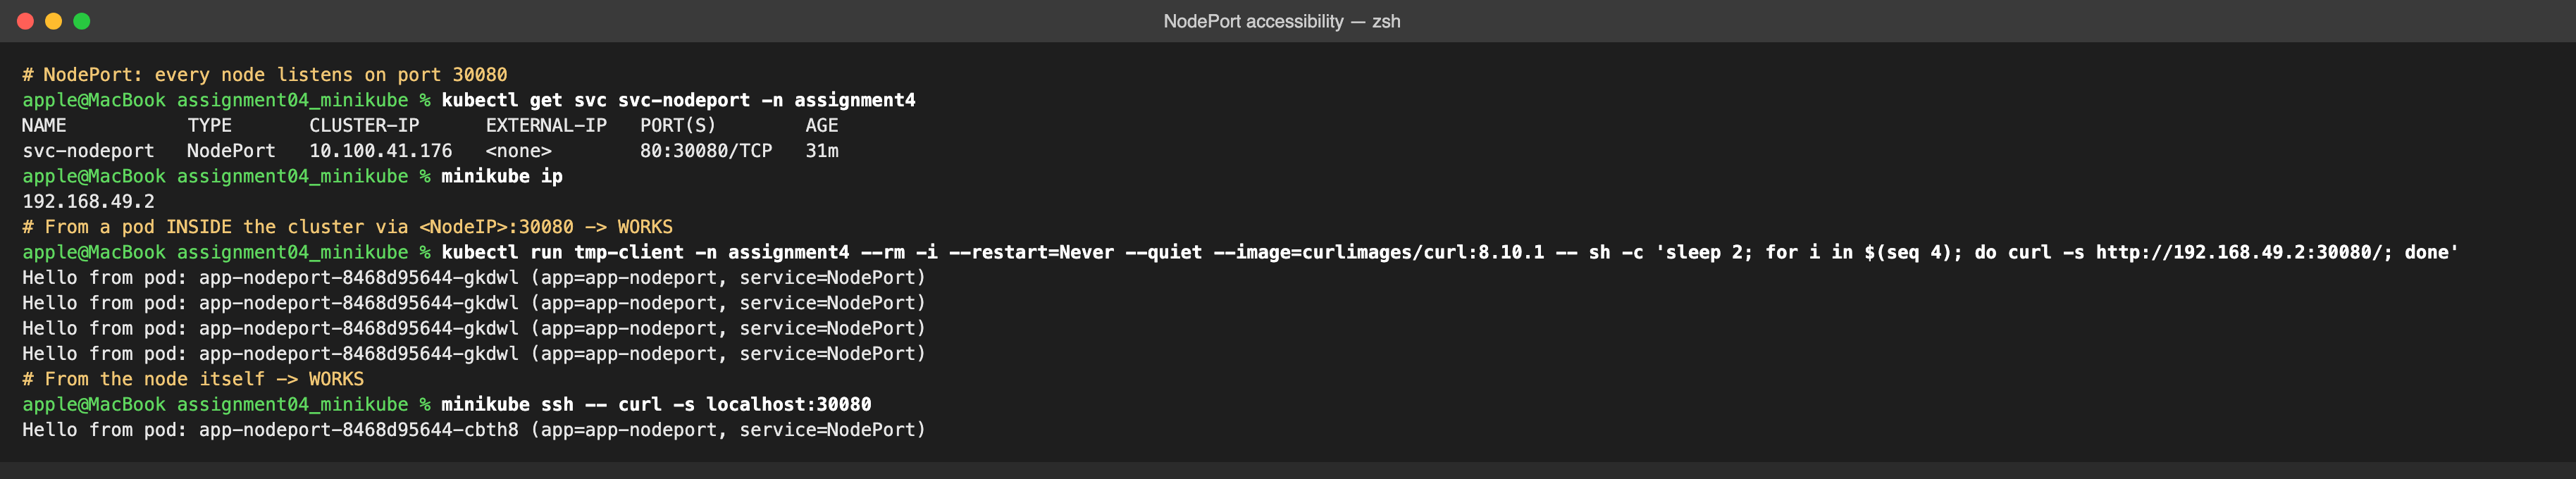 NodePort accessibility — zsh
# NodePort: every node listens on port 30080
apple@MacBook assignment04_minikube % kubectl get svc svc-nodeport -n assignment4
NAME           TYPE       CLUSTER-IP      EXTERNAL-IP   PORT(S)        AGE
svc-nodeport   NodePort   10.100.41.176   <none>        80:30080/TCP   31m
apple@MacBook assignment04_minikube % minikube ip
192.168.49.2
# From a pod INSIDE the cluster via <NodeIP>:30080 -> WORKS
apple@MacBook assignment04_minikube % kubectl run tmp-client -n assignment4 --rm -i --restart=Never --quiet --image=curlimages/curl:8.10.1 -- sh -c 'sleep 2; for i in $(seq 4); do curl -s http://192.168.49.2:30080/; done'
Hello from pod: app-nodeport-8468d95644-gkdwl (app=app-nodeport, service=NodePort)
Hello from pod: app-nodeport-8468d95644-gkdwl (app=app-nodeport, service=NodePort)
Hello from pod: app-nodeport-8468d95644-gkdwl (app=app-nodeport, service=NodePort)
Hello from pod: app-nodeport-8468d95644-gkdwl (app=app-nodeport, service=NodePort)
# From the node itself -> WORKS
apple@MacBook assignment04_minikube % minikube ssh -- curl -s localhost:30080
Hello from pod: app-nodeport-8468d95644-cbth8 (app=app-nodeport, service=NodePort)